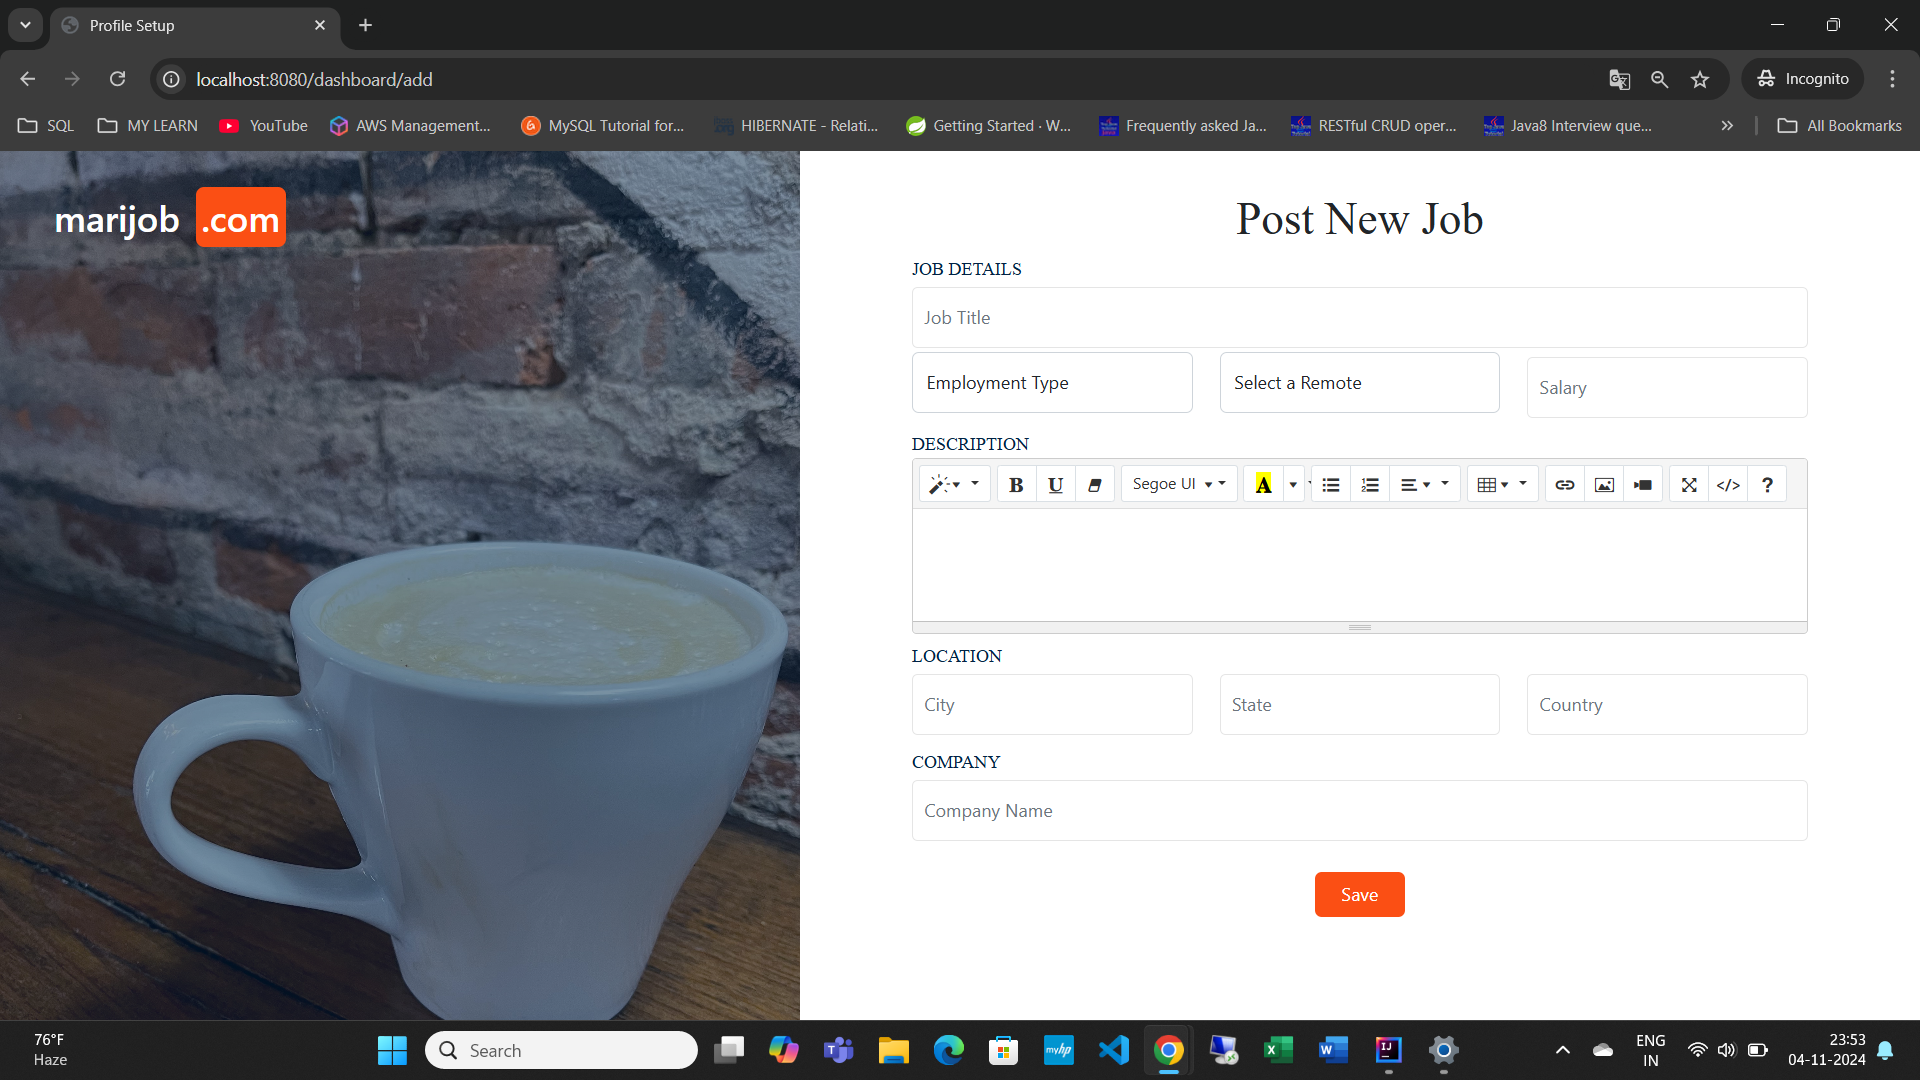 Profile Setup
localhost:8080/dashboard/add
Incognito
SQL
MY LEARN
YouTube
AWS Management...
MySQL Tutorial for...
HIBERNATE - Relati...
Getting Started · W...
Frequently asked Ja...
RESTful CRUD oper...
Java8 Interview que...
All Bookmarks
marijob .com
Post New Job
JOB DETAILS
Job Title
Employment Type
Select a Remote
Salary
DESCRIPTION
B U Segoe UI A </> ?
LOCATION
City
State
Country
COMPANY
Company Name
Save
76°F
Haze
Search
myhp
ENG
IN
23:53
04-11-2024